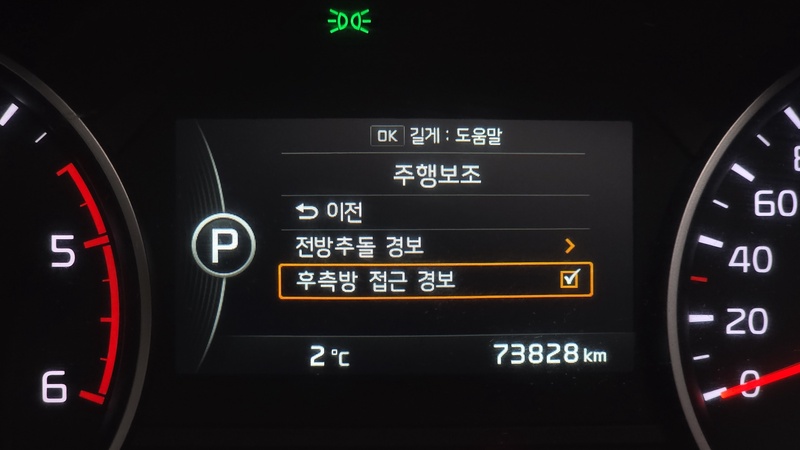 OK 길게 : 도움말
주행보조
이전
P
전방추돌 경보
후측방 접근 경보
2 °C
73828 km
5
6
60
40
20
0